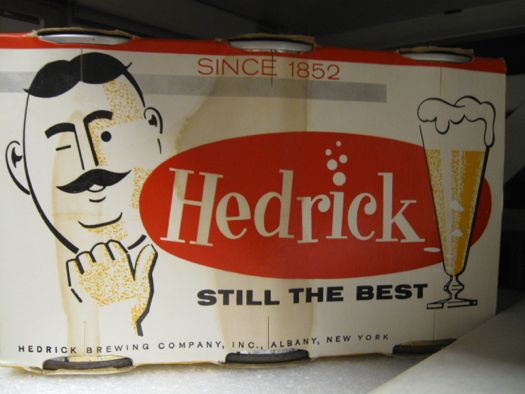 SINCE 1852
Hedrick
STILL THE BEST
HEDRICK BREWING COMPANY, INC., ALBANY, NEW YORK